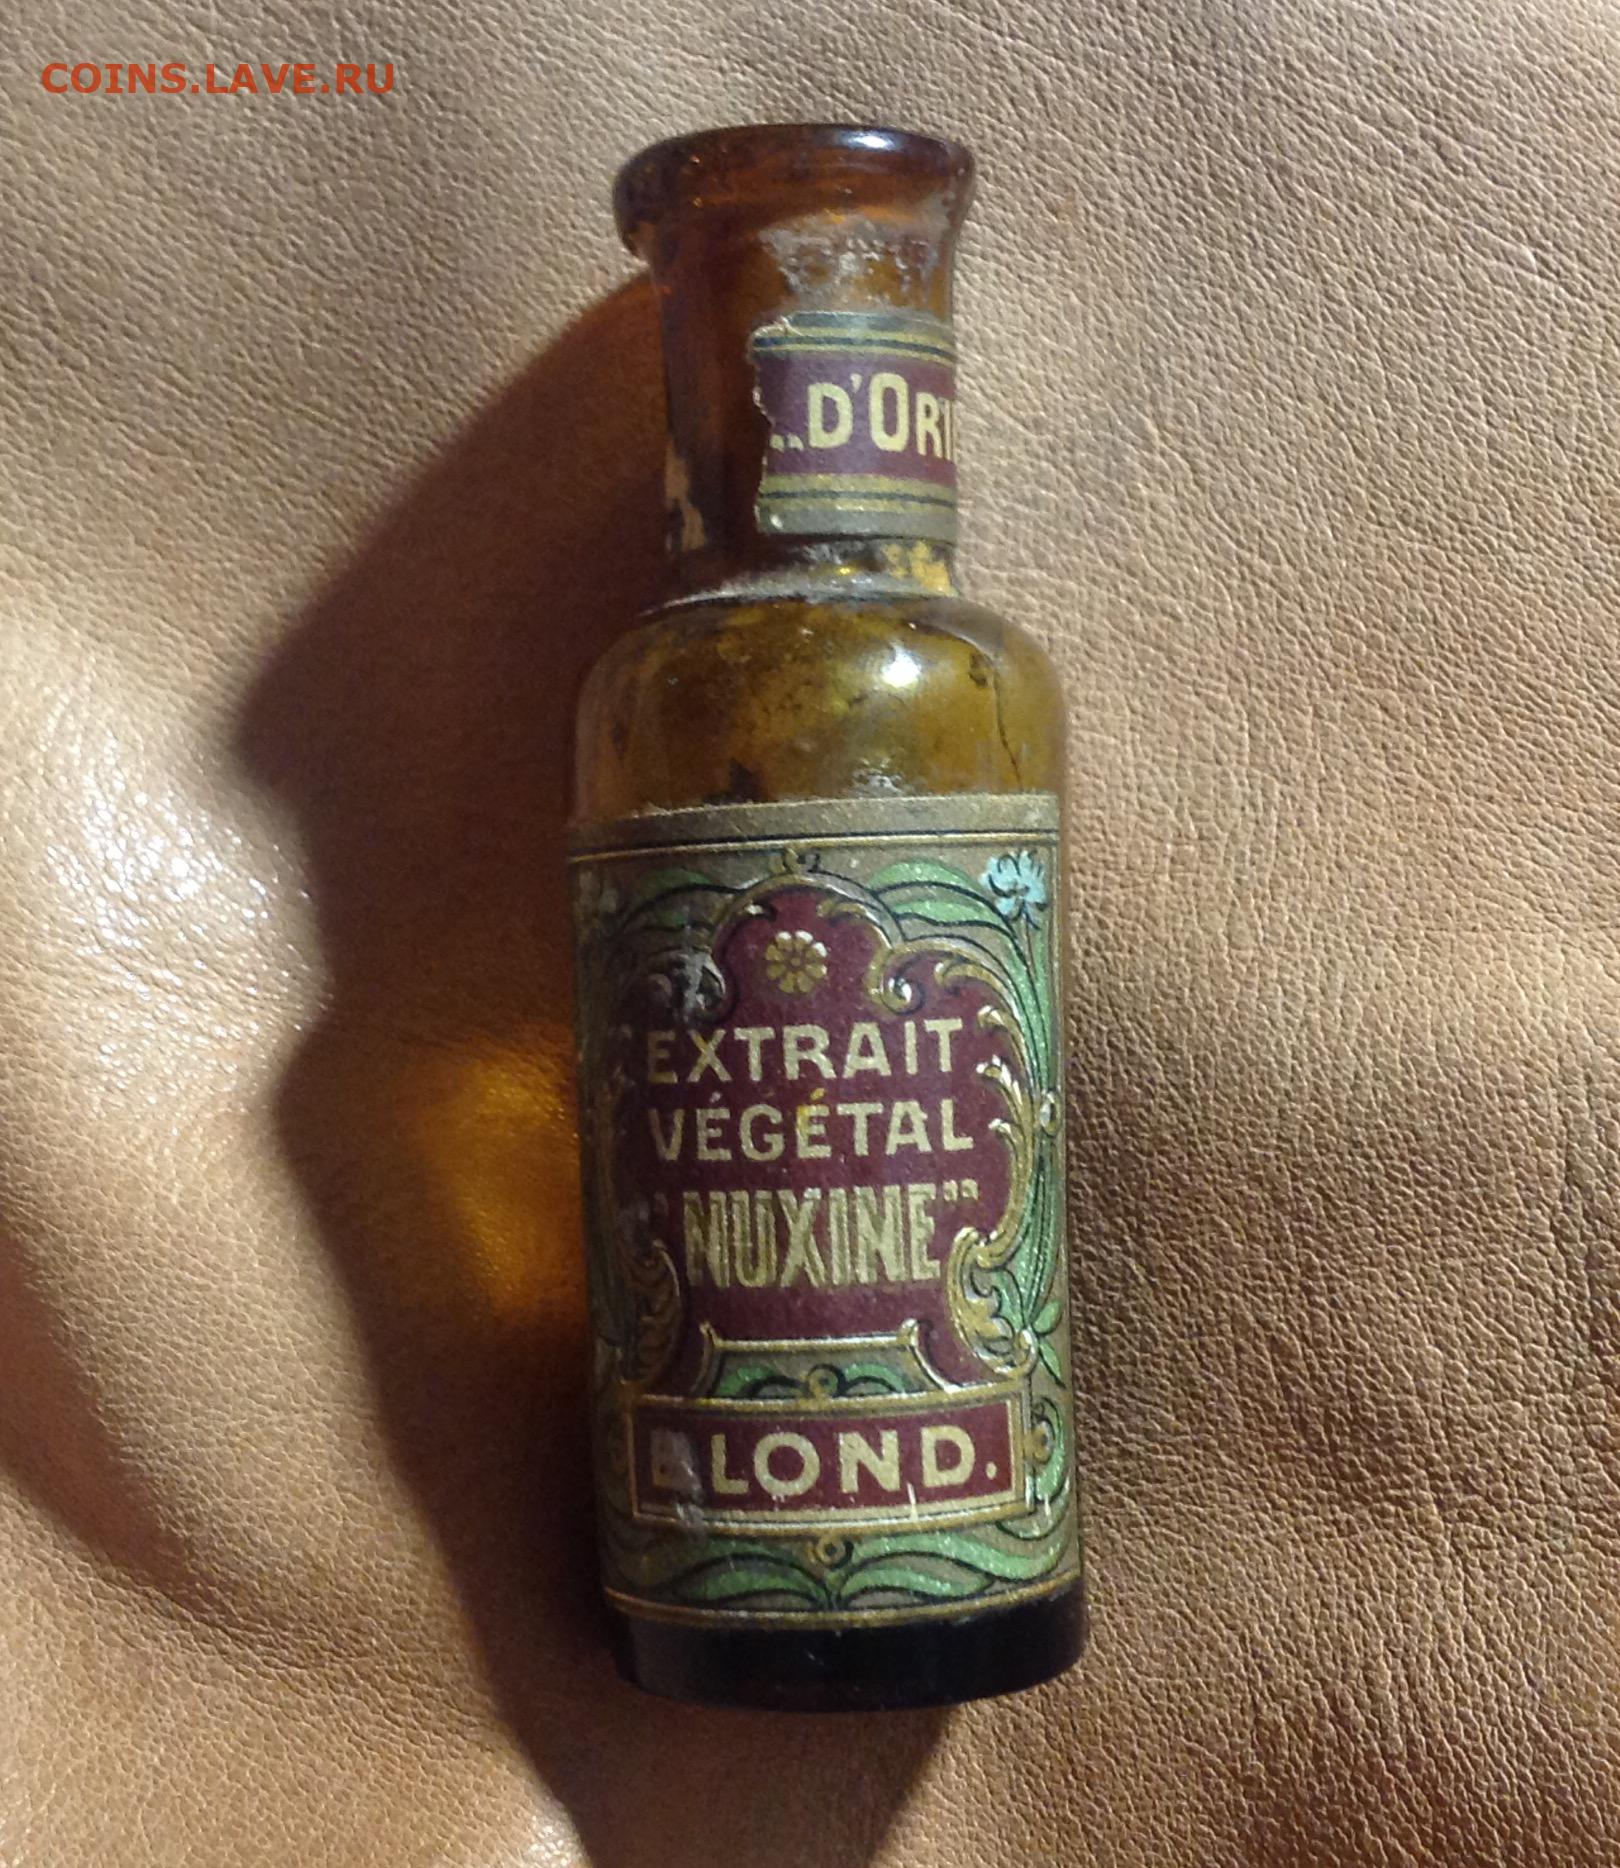 COINS.LAVE.RU
„D'ORI
EXTRAIT
VÉGÉTAL
"NUXINE"
BLOND.